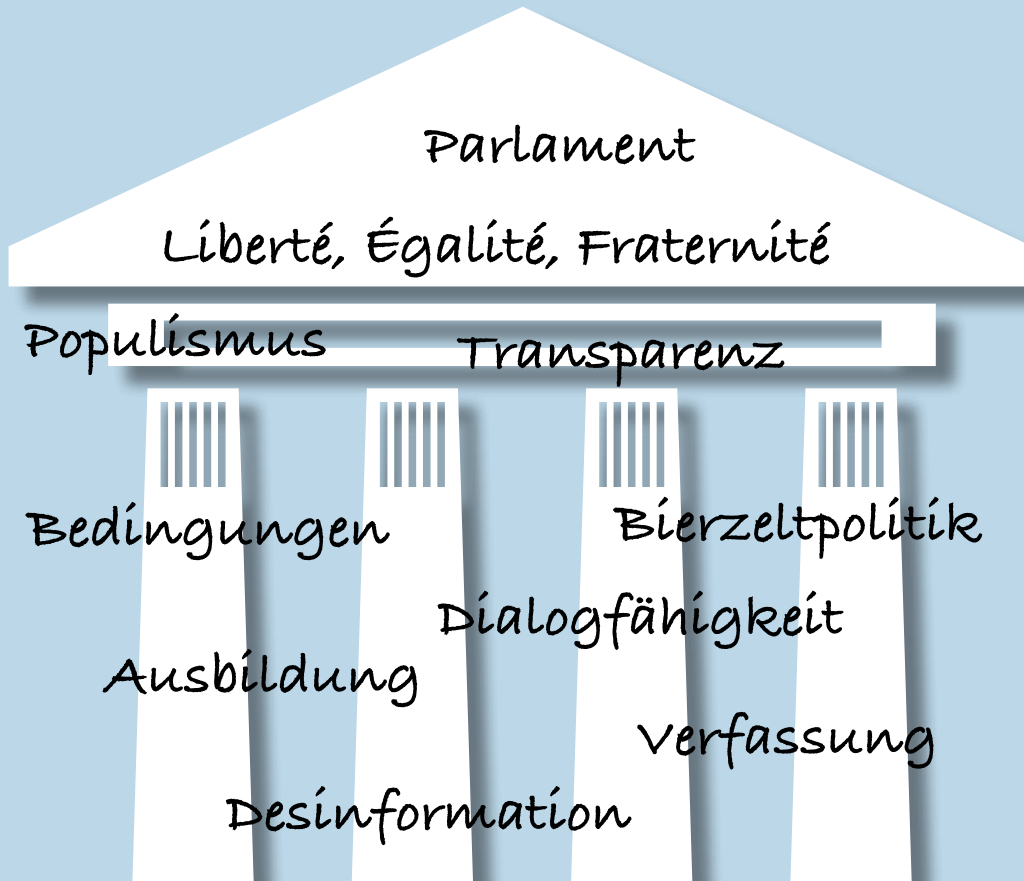 Parlament
Liberté, Égalité, Fraternité
Populismus
Transparenz
Bedingungen
Bierzeltpolitik
Dialogfähigkeit
Ausbildung
Verfassung
Desinformation